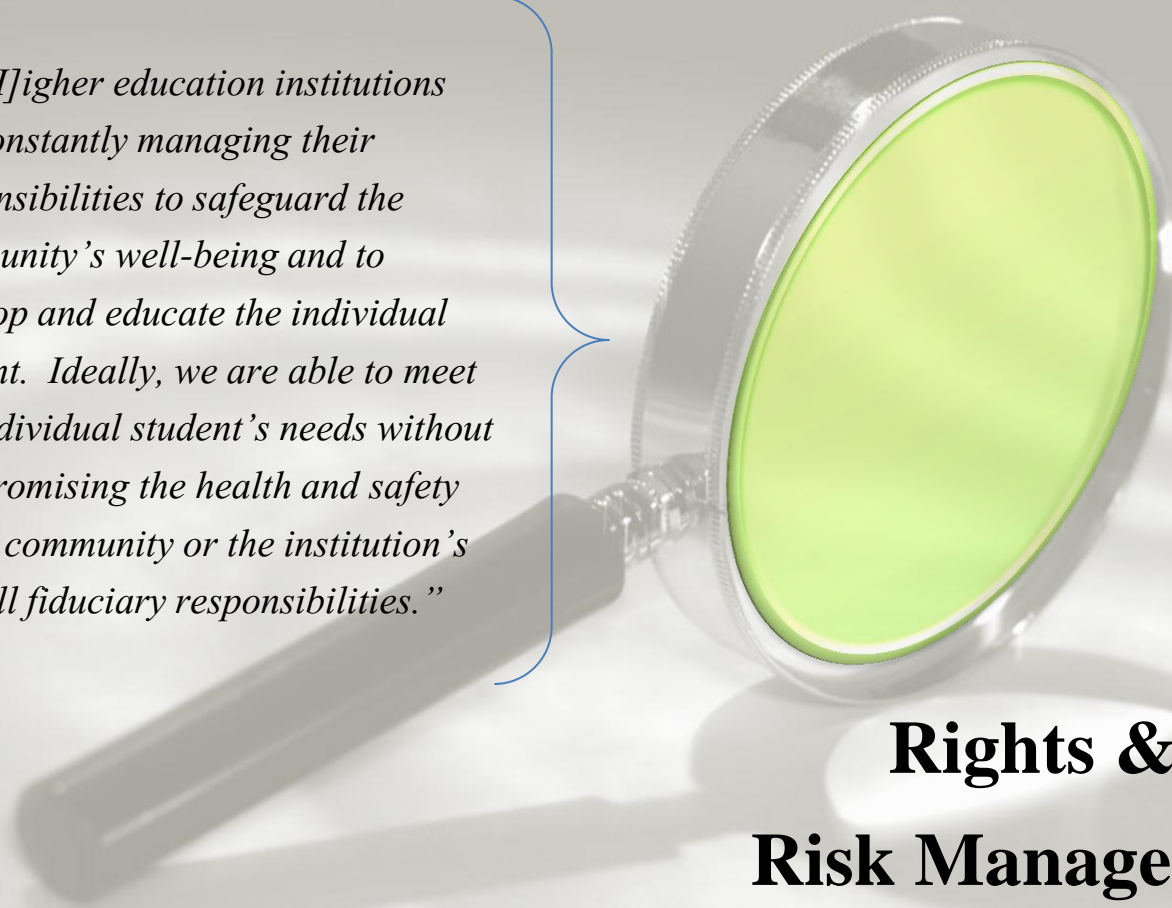 H]igher education institutions
onstantly managing their
nsibilities to safeguard the
unity’s well-being and to
op and educate the individual
nt.  Ideally, we are able to meet
dividual student’s needs without
romising the health and safety
community or the institution’s
ll fiduciary responsibilities.”
Rights &
Risk Manage